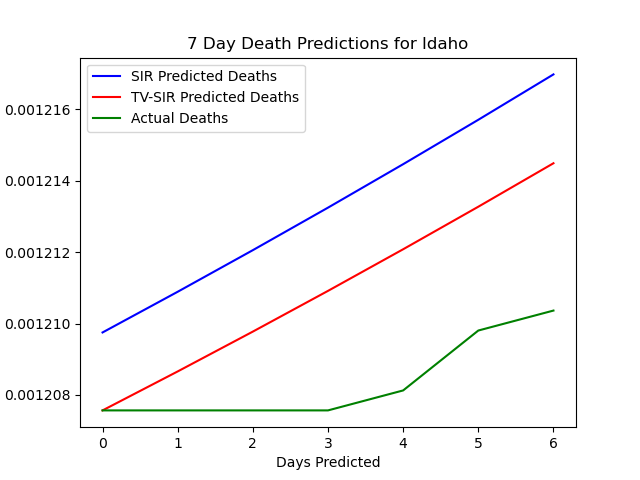 7 Day Death Predictions for Idaho
SIR Predicted Deaths
TV-SIR Predicted Deaths
Actual Deaths
0.001216
0.001214
0.001212
0.001210
0.001208
0 1 2 3 4 5 6
Days Predicted